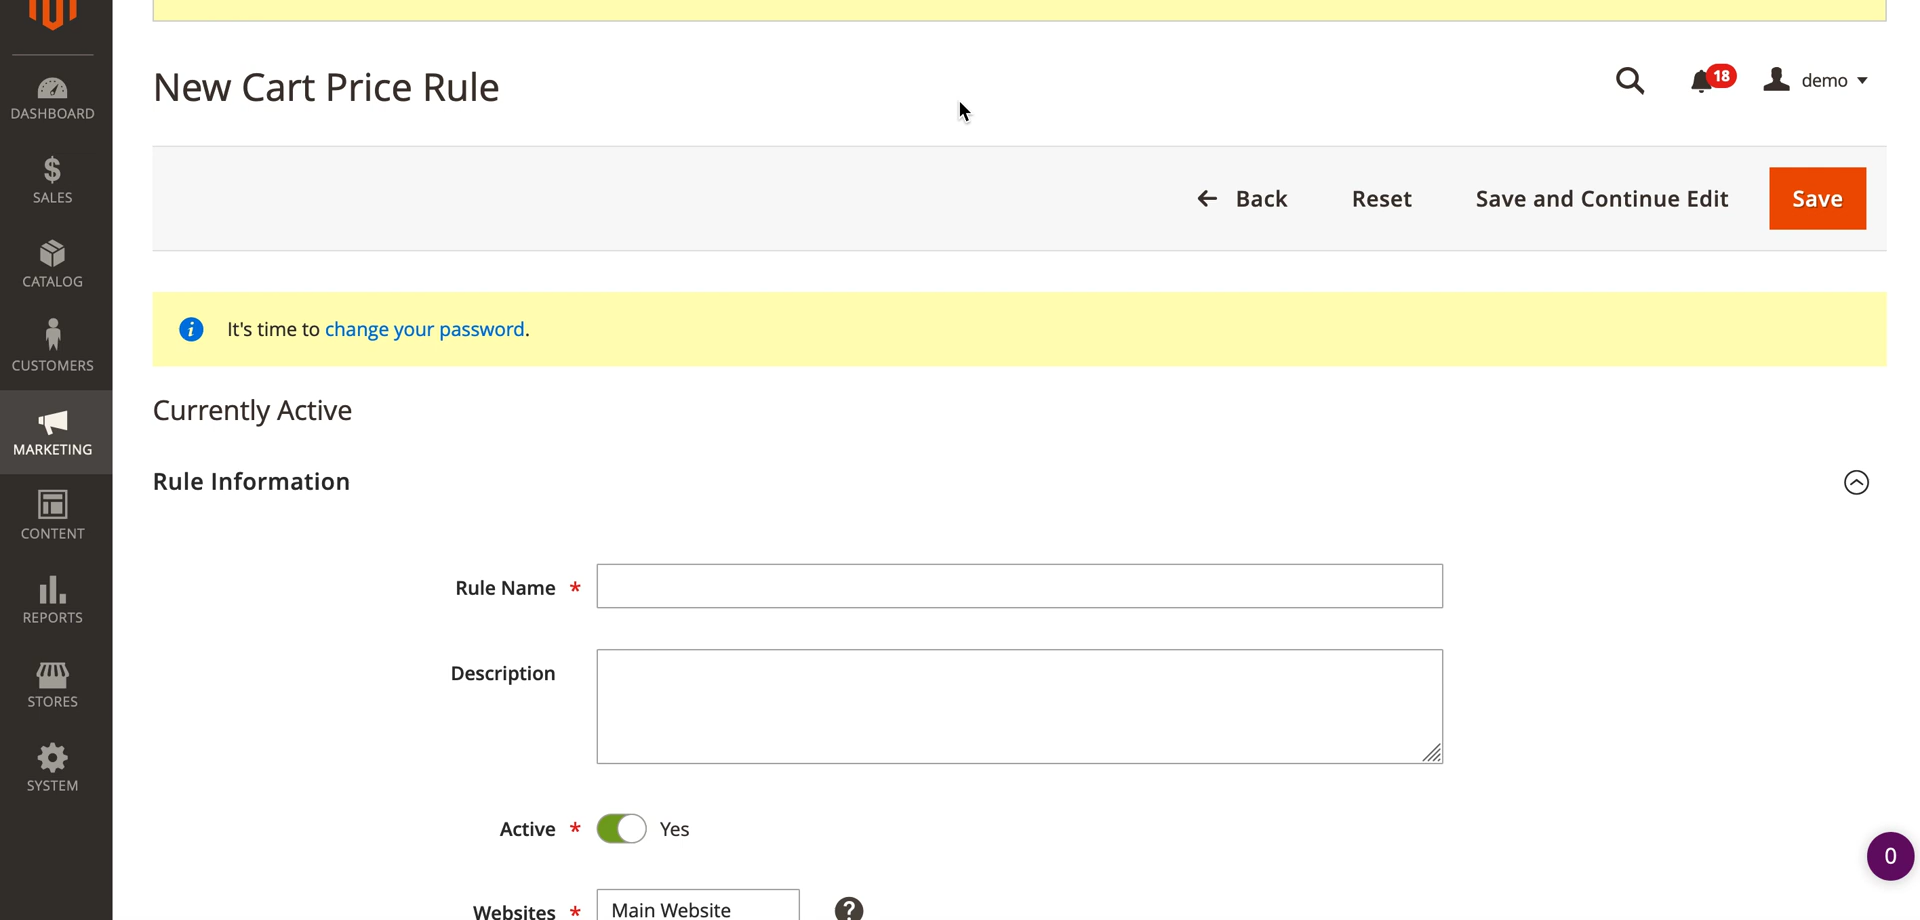 New Cart Price Rule
18
demo
DASHBOARD
SALES
CATALOG
CUSTOMERS
MARKETING
CONTENT
REPORTS
STORES
SYSTEM
Back
Reset
Save and Continue Edit
Save
It's time to change your password.
Currently Active
Rule Information
Rule Name *
Description
Active * Yes
Websites * Main Website ?
0